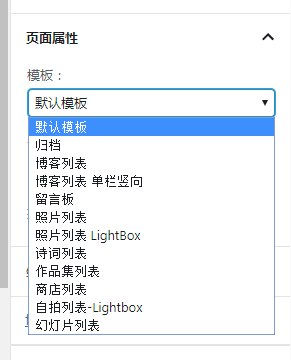 页面属性
模板：
默认模板
默认模板
归档
博客列表
博客列表 单栏竖向
留言板
照片列表
照片列表 LightBox
诗词列表
作品集列表
商店列表
自拍列表-Lightbox
幻灯片列表